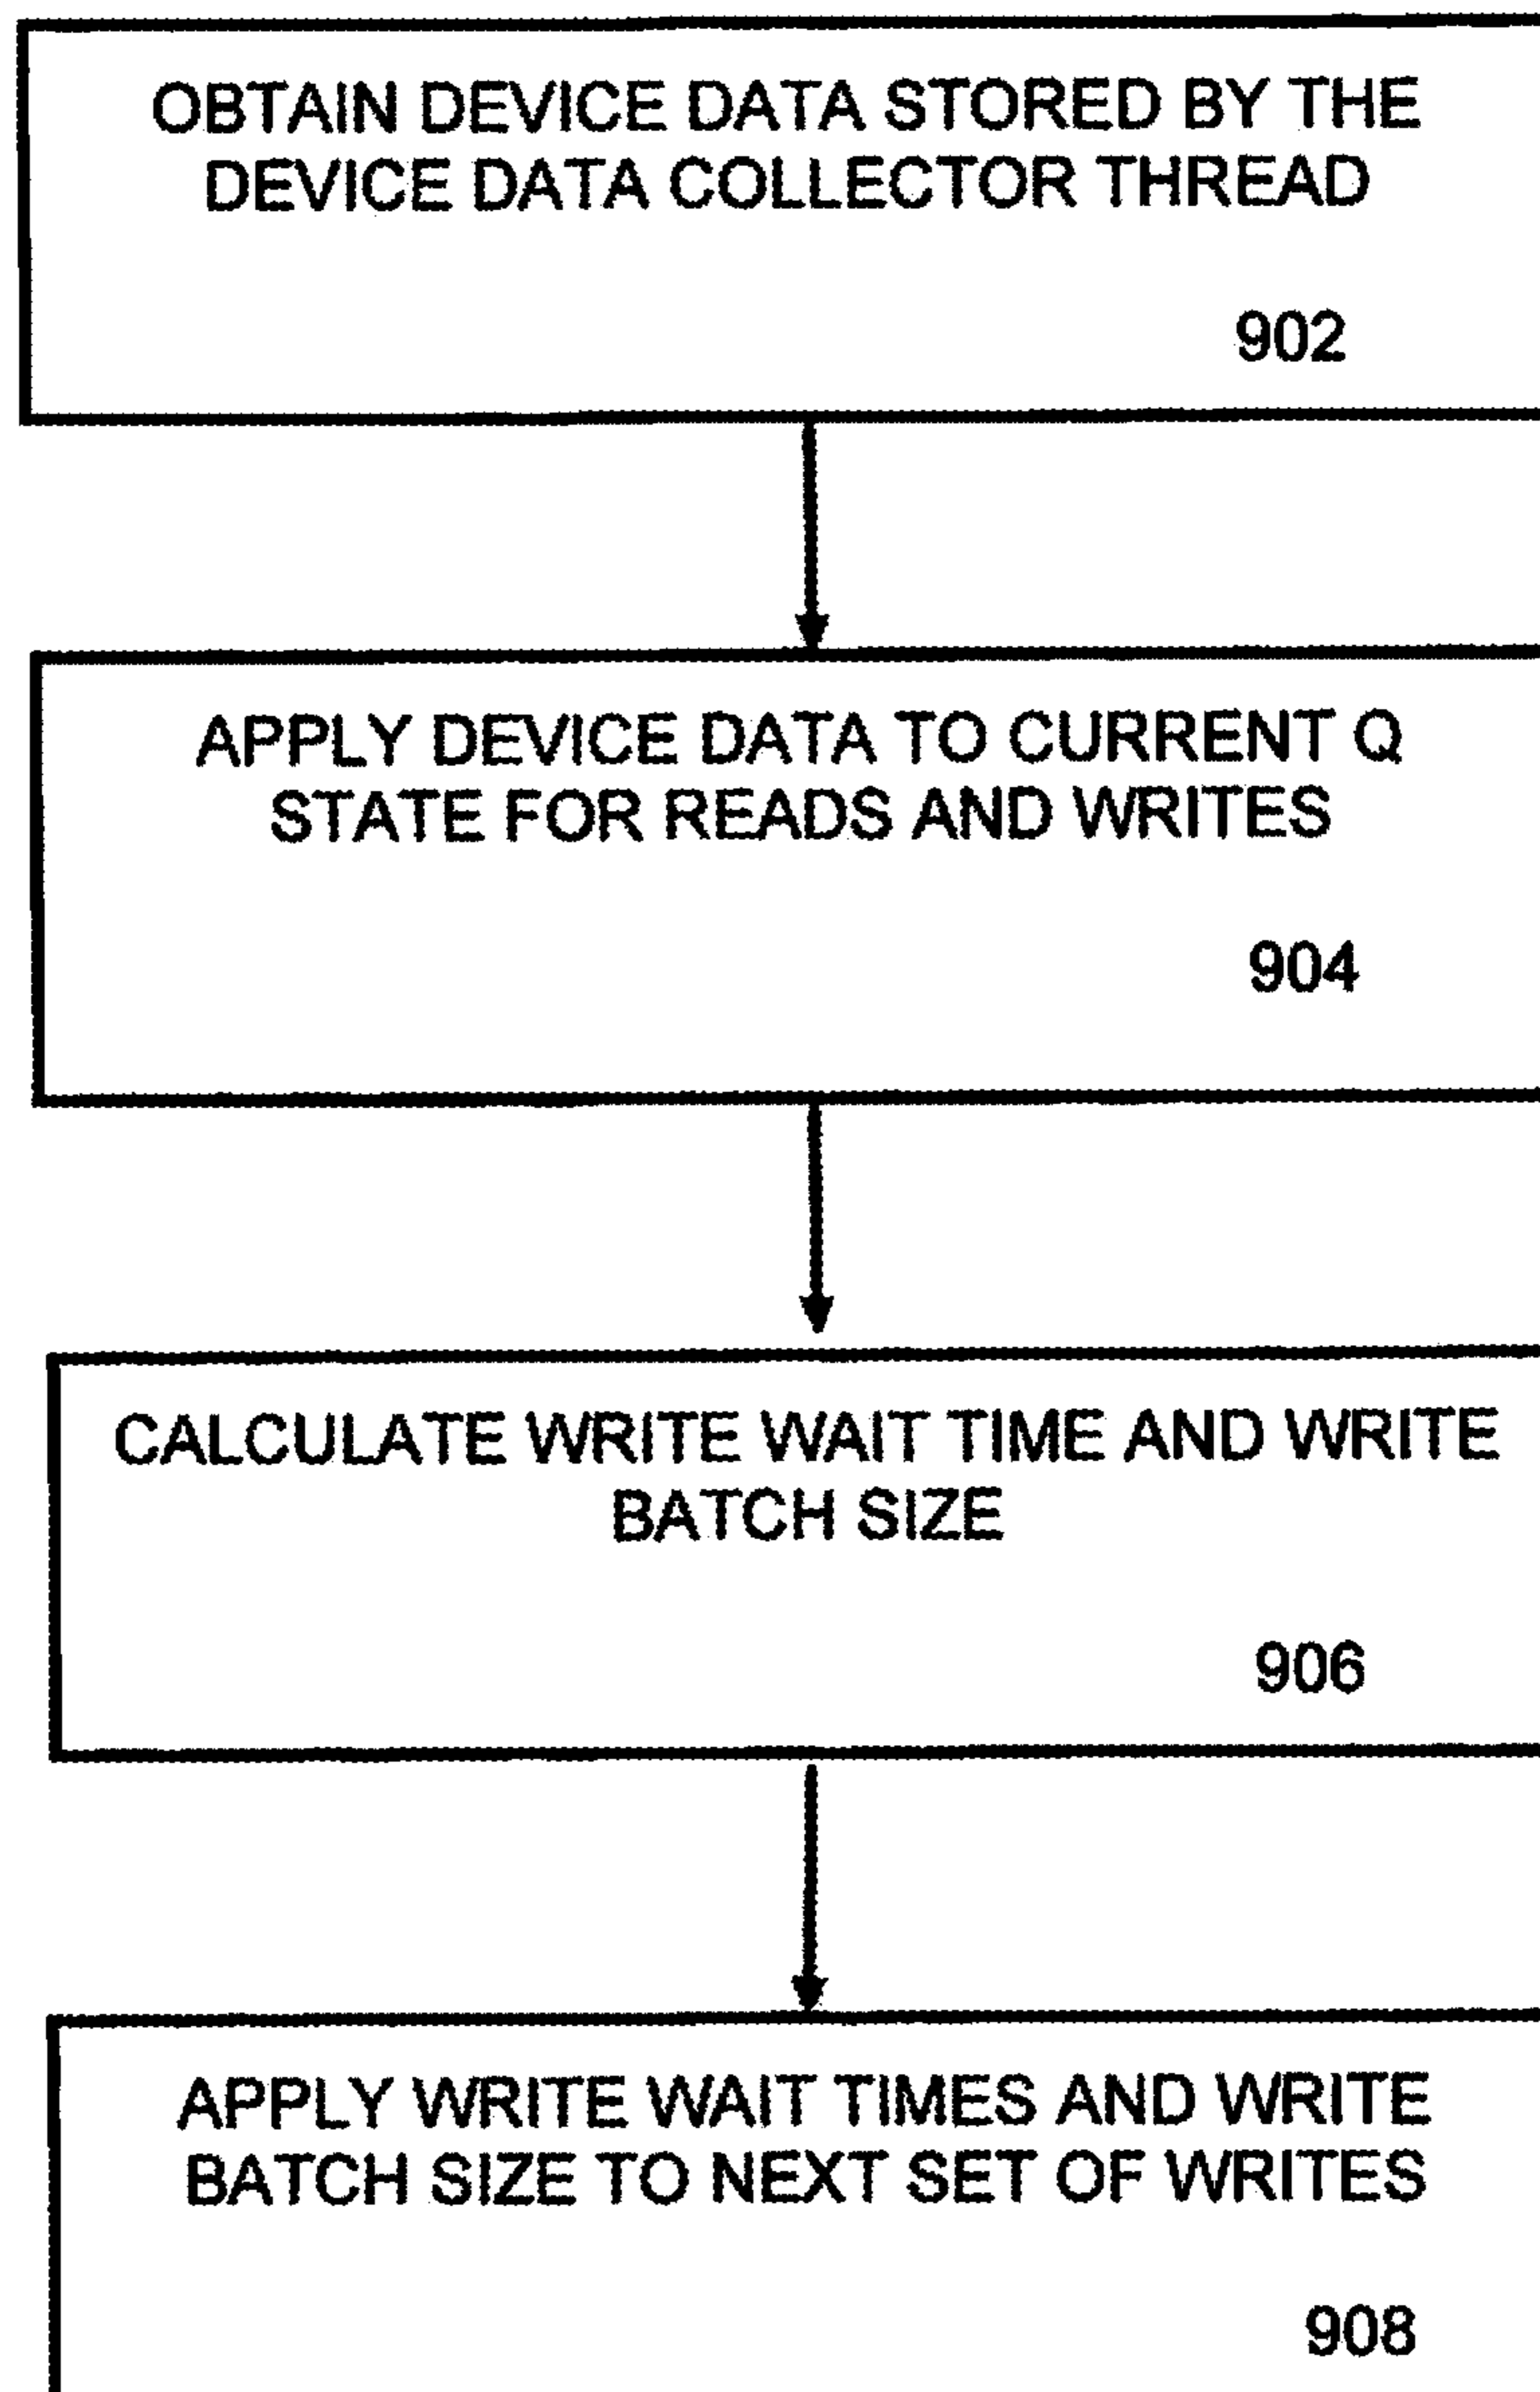 OBTAIN DEVICE DATA STORED BY THE
DEVICE DATA COLLECTOR THREAD
902
APPLY DEVICE DATA TO CURRENT Q
STATE FOR READS AND WRITES
904
CALCULATE WRITE WAIT TIME AND WRITE
BATCH SIZE
906
APPLY WRITE WAIT TIMES AND WRITE
BATCH SIZE TO NEXT SET OF WRITES
908